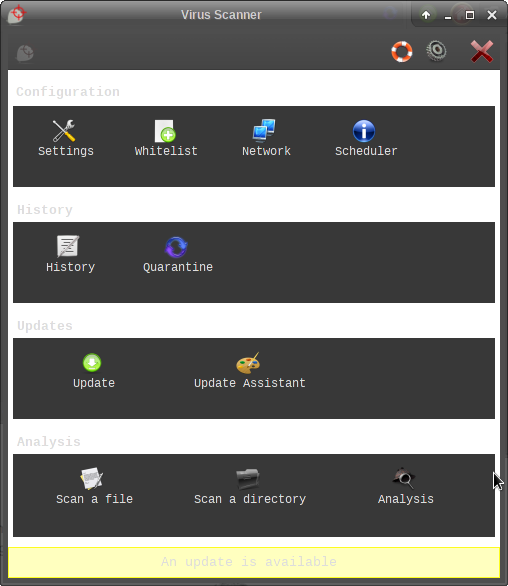 Virus Scanner
Configuration
Settings Whitelist Network Scheduler
History
History Quarantine
Updates
Update Update Assistant
Analysis
Scan a file Scan a directory Analysis
An update is available